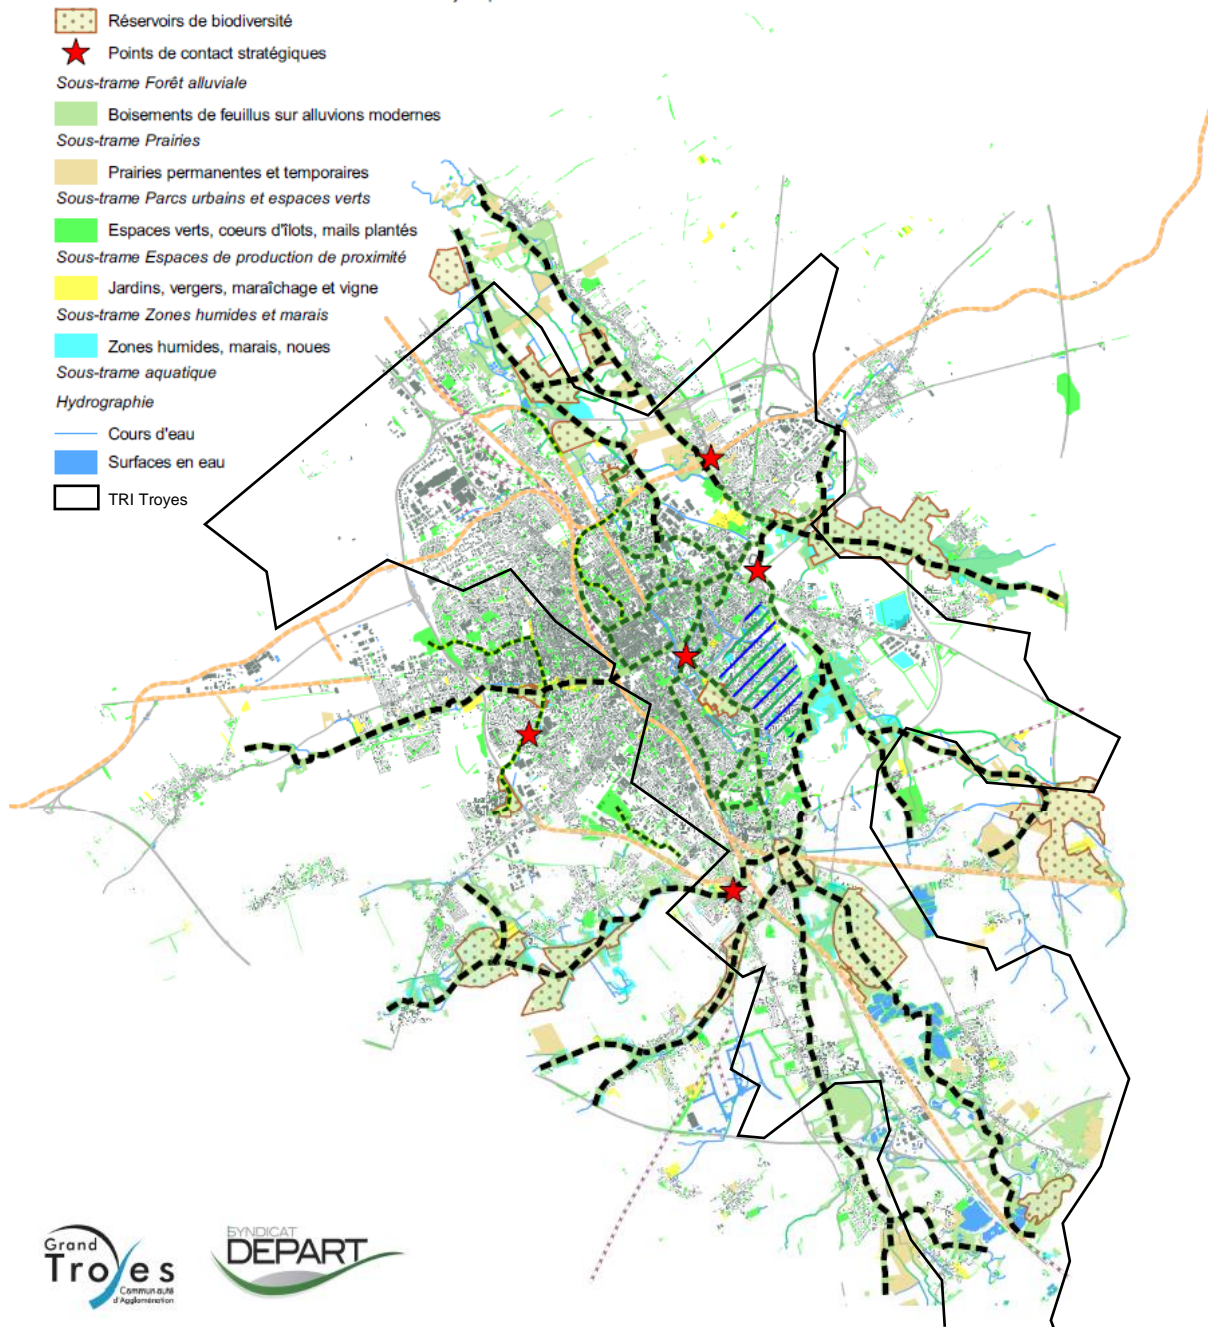 Réservoirs de biodiversité
Points de contact stratégiques
Sous-trame Forêt alluviale
Boisements de feuillus sur alluvions modernes
Sous-trame Prairies
Prairies permanentes et temporaires
Sous-trame Parcs urbains et espaces verts
Espaces verts, coeurs d'îlots, mails plantés
Sous-trame Espaces de production de proximité
Jardins, vergers, maraîchage et vigne
Sous-trame Zones humides et marais
Zones humides, marais, noues
Sous-trame aquatique
Hydrographie
Cours d'eau
Surfaces en eau
TRI Troyes
Grand
Troyes
Communauté
d'Agglomération
SYNDICAT
DEPART